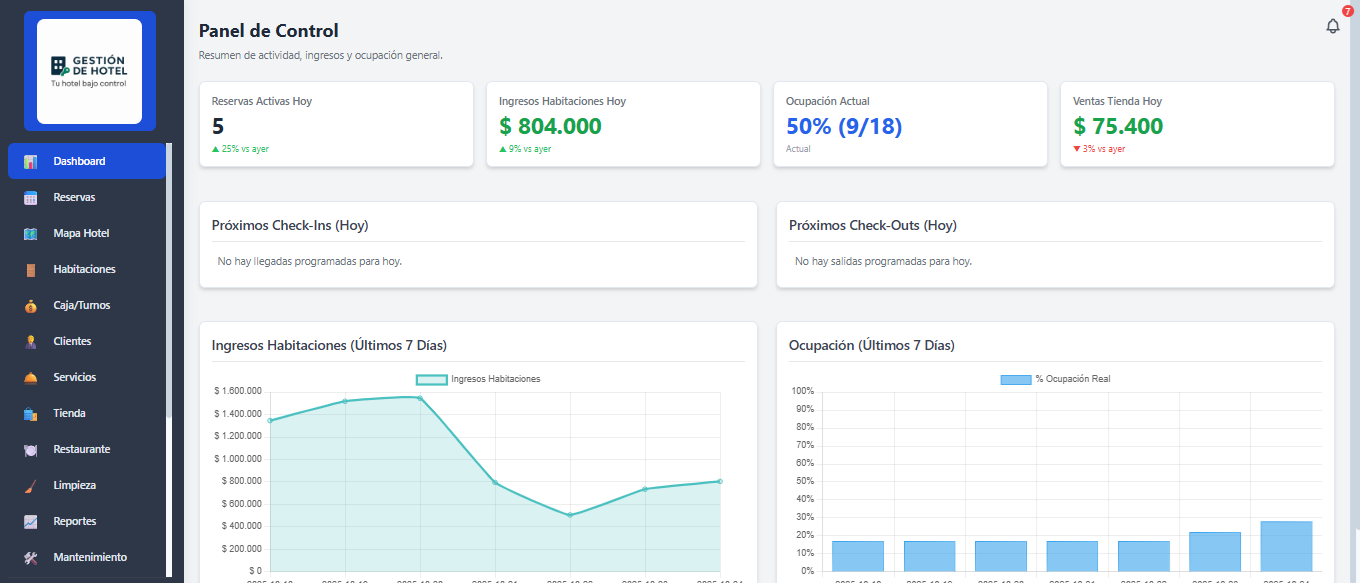 GESTIÓN
DE HOTEL
Tu hotel bajo control
Dashboard
Reservas
Mapa Hotel
Habitaciones
Caja/Turnos
Clientes
Servicios
Tienda
Restaurante
Limpieza
Reportes
Mantenimiento
Panel de Control
7
Resumen de actividad, ingresos y ocupación general.
Reservas Activas Hoy
5
▲ 25% vs ayer
Ingresos Habitaciones Hoy
$ 804.000
▲ 9% vs ayer
Ocupación Actual
50% (9/18)
Actual
Ventas Tienda Hoy
$ 75.400
▼ 3% vs ayer
Próximos Check-Ins (Hoy)
No hay llegadas programadas para hoy.
Próximos Check-Outs (Hoy)
No hay salidas programadas para hoy.
Ingresos Habitaciones (Últimos 7 Días)
Ingresos Habitaciones
$ 1.600.000
$ 1.400.000
$ 1.200.000
$ 1.000.000
$ 800.000
$ 600.000
$ 400.000
$ 200.000
$ 0
Ocupación (Últimos 7 Días)
% Ocupación Real
100%
90%
80%
70%
60%
50%
40%
30%
20%
10%
0%